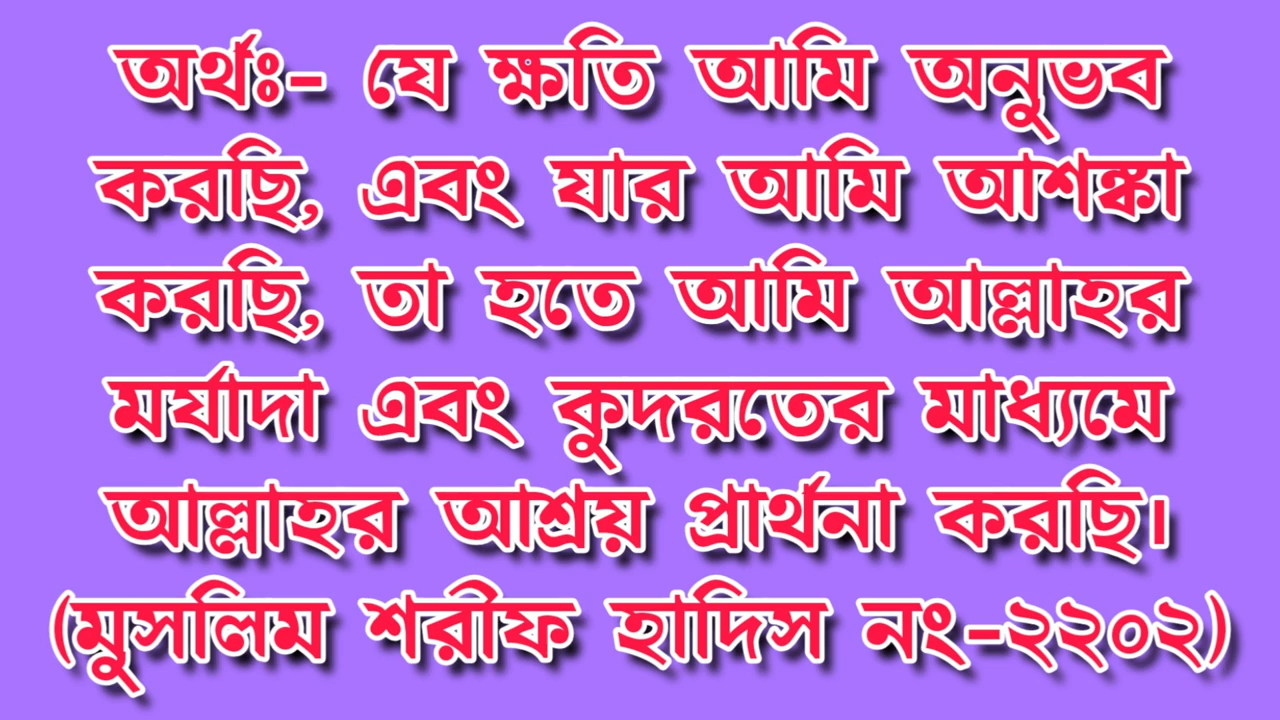 অর্থঃ- যে ক্ষতি আমি অনুভব
করছি, এবং যার আমি আশঙ্কা
করছি, তা হতে আমি আল্লাহর
মর্যাদা এবং কুদরতের মাধ্যমে
আল্লাহর আশ্রয় প্রার্থনা করছি।
(মুসলিম শরীফ হাদিস নং-২২০২)